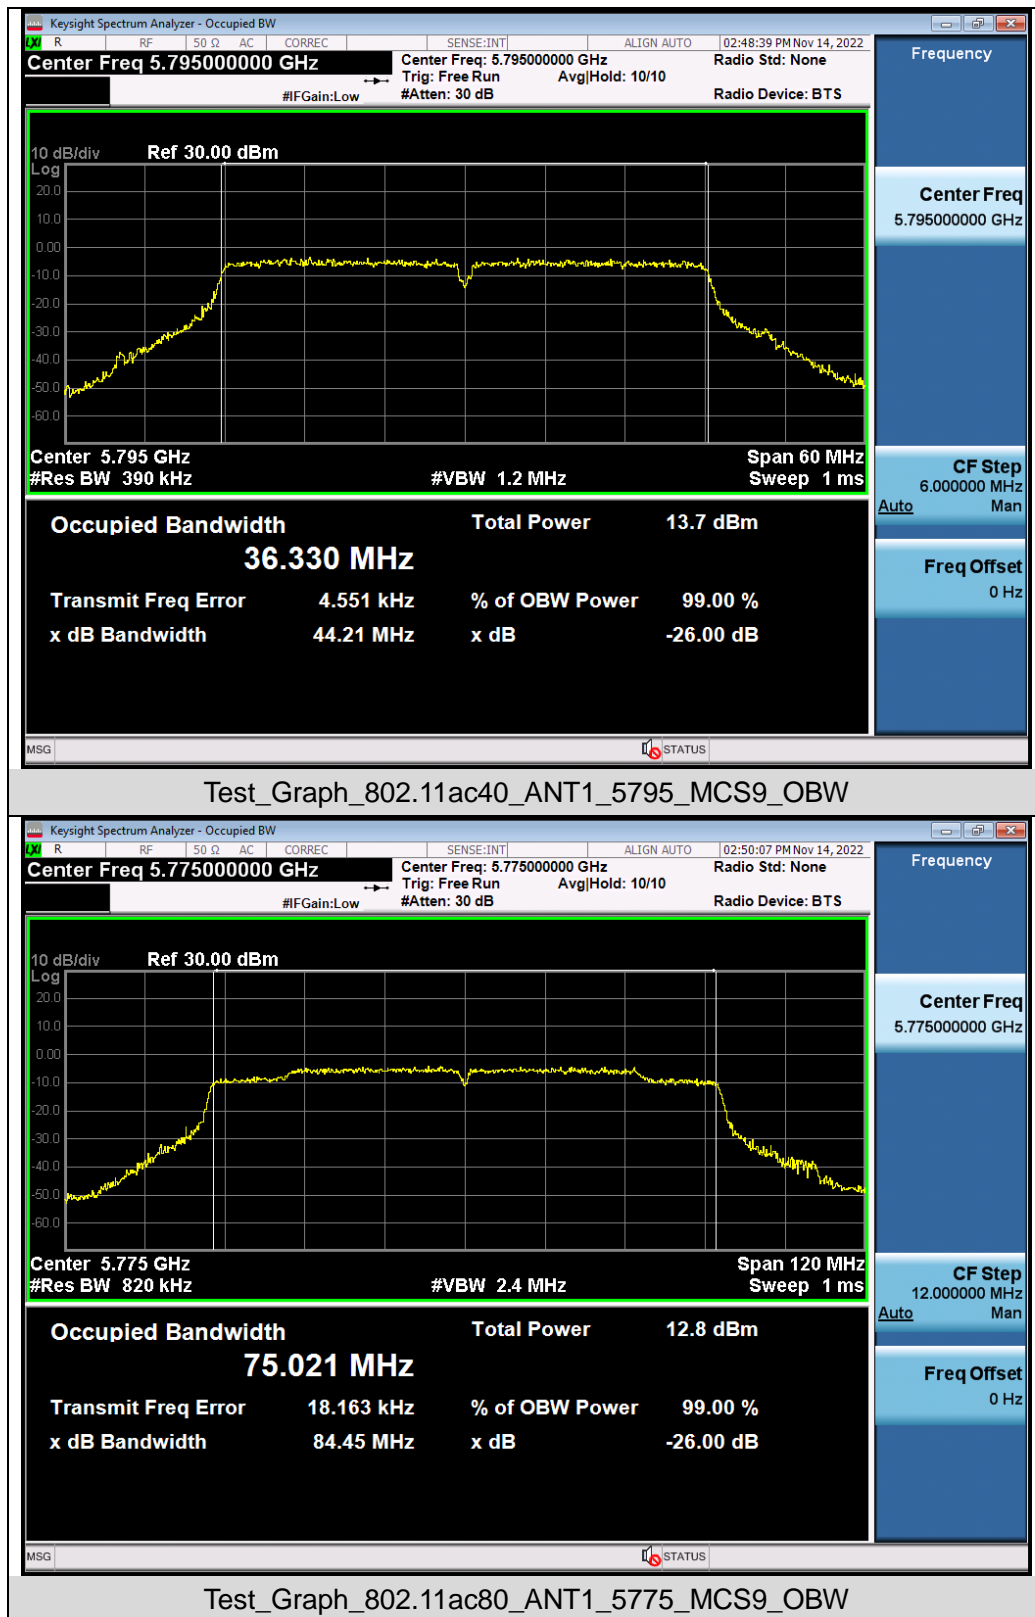 Keysight Spectrum Analyzer - Occupied BW
LXI R RF 50 Ω AC CORREC SENSE:INT ALIGN AUTO 02:48:39 PM Nov 14, 2022
Center Freq 5.795000000 GHz
Center Freq: 5.795000000 GHz Radio Std: None
Trig: Free Run Avg|Hold: 10/10
#IFGain:Low #Atten: 30 dB Radio Device: BTS
Frequency
10 dB/div Ref 30.00 dBm
Log
20.0
10.0
0.00
-10.0
-20.0
-30.0
-40.0
-50.0
-60.0
Center 5.795 GHz Span 60 MHz
#Res BW 390 kHz #VBW 1.2 MHz Sweep 1 ms
Center Freq
5.795000000 GHz
CF Step
6.000000 MHz
Auto Man
Freq Offset
0 Hz
Occupied Bandwidth Total Power 13.7 dBm
36.330 MHz
Transmit Freq Error 4.551 kHz % of OBW Power 99.00 %
x dB Bandwidth 44.21 MHz x dB -26.00 dB
MSG STATUS
Test_Graph_802.11ac40_ANT1_5795_MCS9_OBW
Keysight Spectrum Analyzer - Occupied BW
LXI R RF 50 Ω AC CORREC SENSE:INT ALIGN AUTO 02:50:07 PM Nov 14, 2022
Center Freq 5.775000000 GHz
Center Freq: 5.775000000 GHz Radio Std: None
Trig: Free Run Avg|Hold: 10/10
#IFGain:Low #Atten: 30 dB Radio Device: BTS
Frequency
10 dB/div Ref 30.00 dBm
Log
20.0
10.0
0.00
-10.0
-20.0
-30.0
-40.0
-50.0
-60.0
Center 5.775 GHz Span 120 MHz
#Res BW 820 kHz #VBW 2.4 MHz Sweep 1 ms
Center Freq
5.775000000 GHz
CF Step
12.000000 MHz
Auto Man
Freq Offset
0 Hz
Occupied Bandwidth Total Power 12.8 dBm
75.021 MHz
Transmit Freq Error 18.163 kHz % of OBW Power 99.00 %
x dB Bandwidth 84.45 MHz x dB -26.00 dB
MSG STATUS
Test_Graph_802.11ac80_ANT1_5775_MCS9_OBW